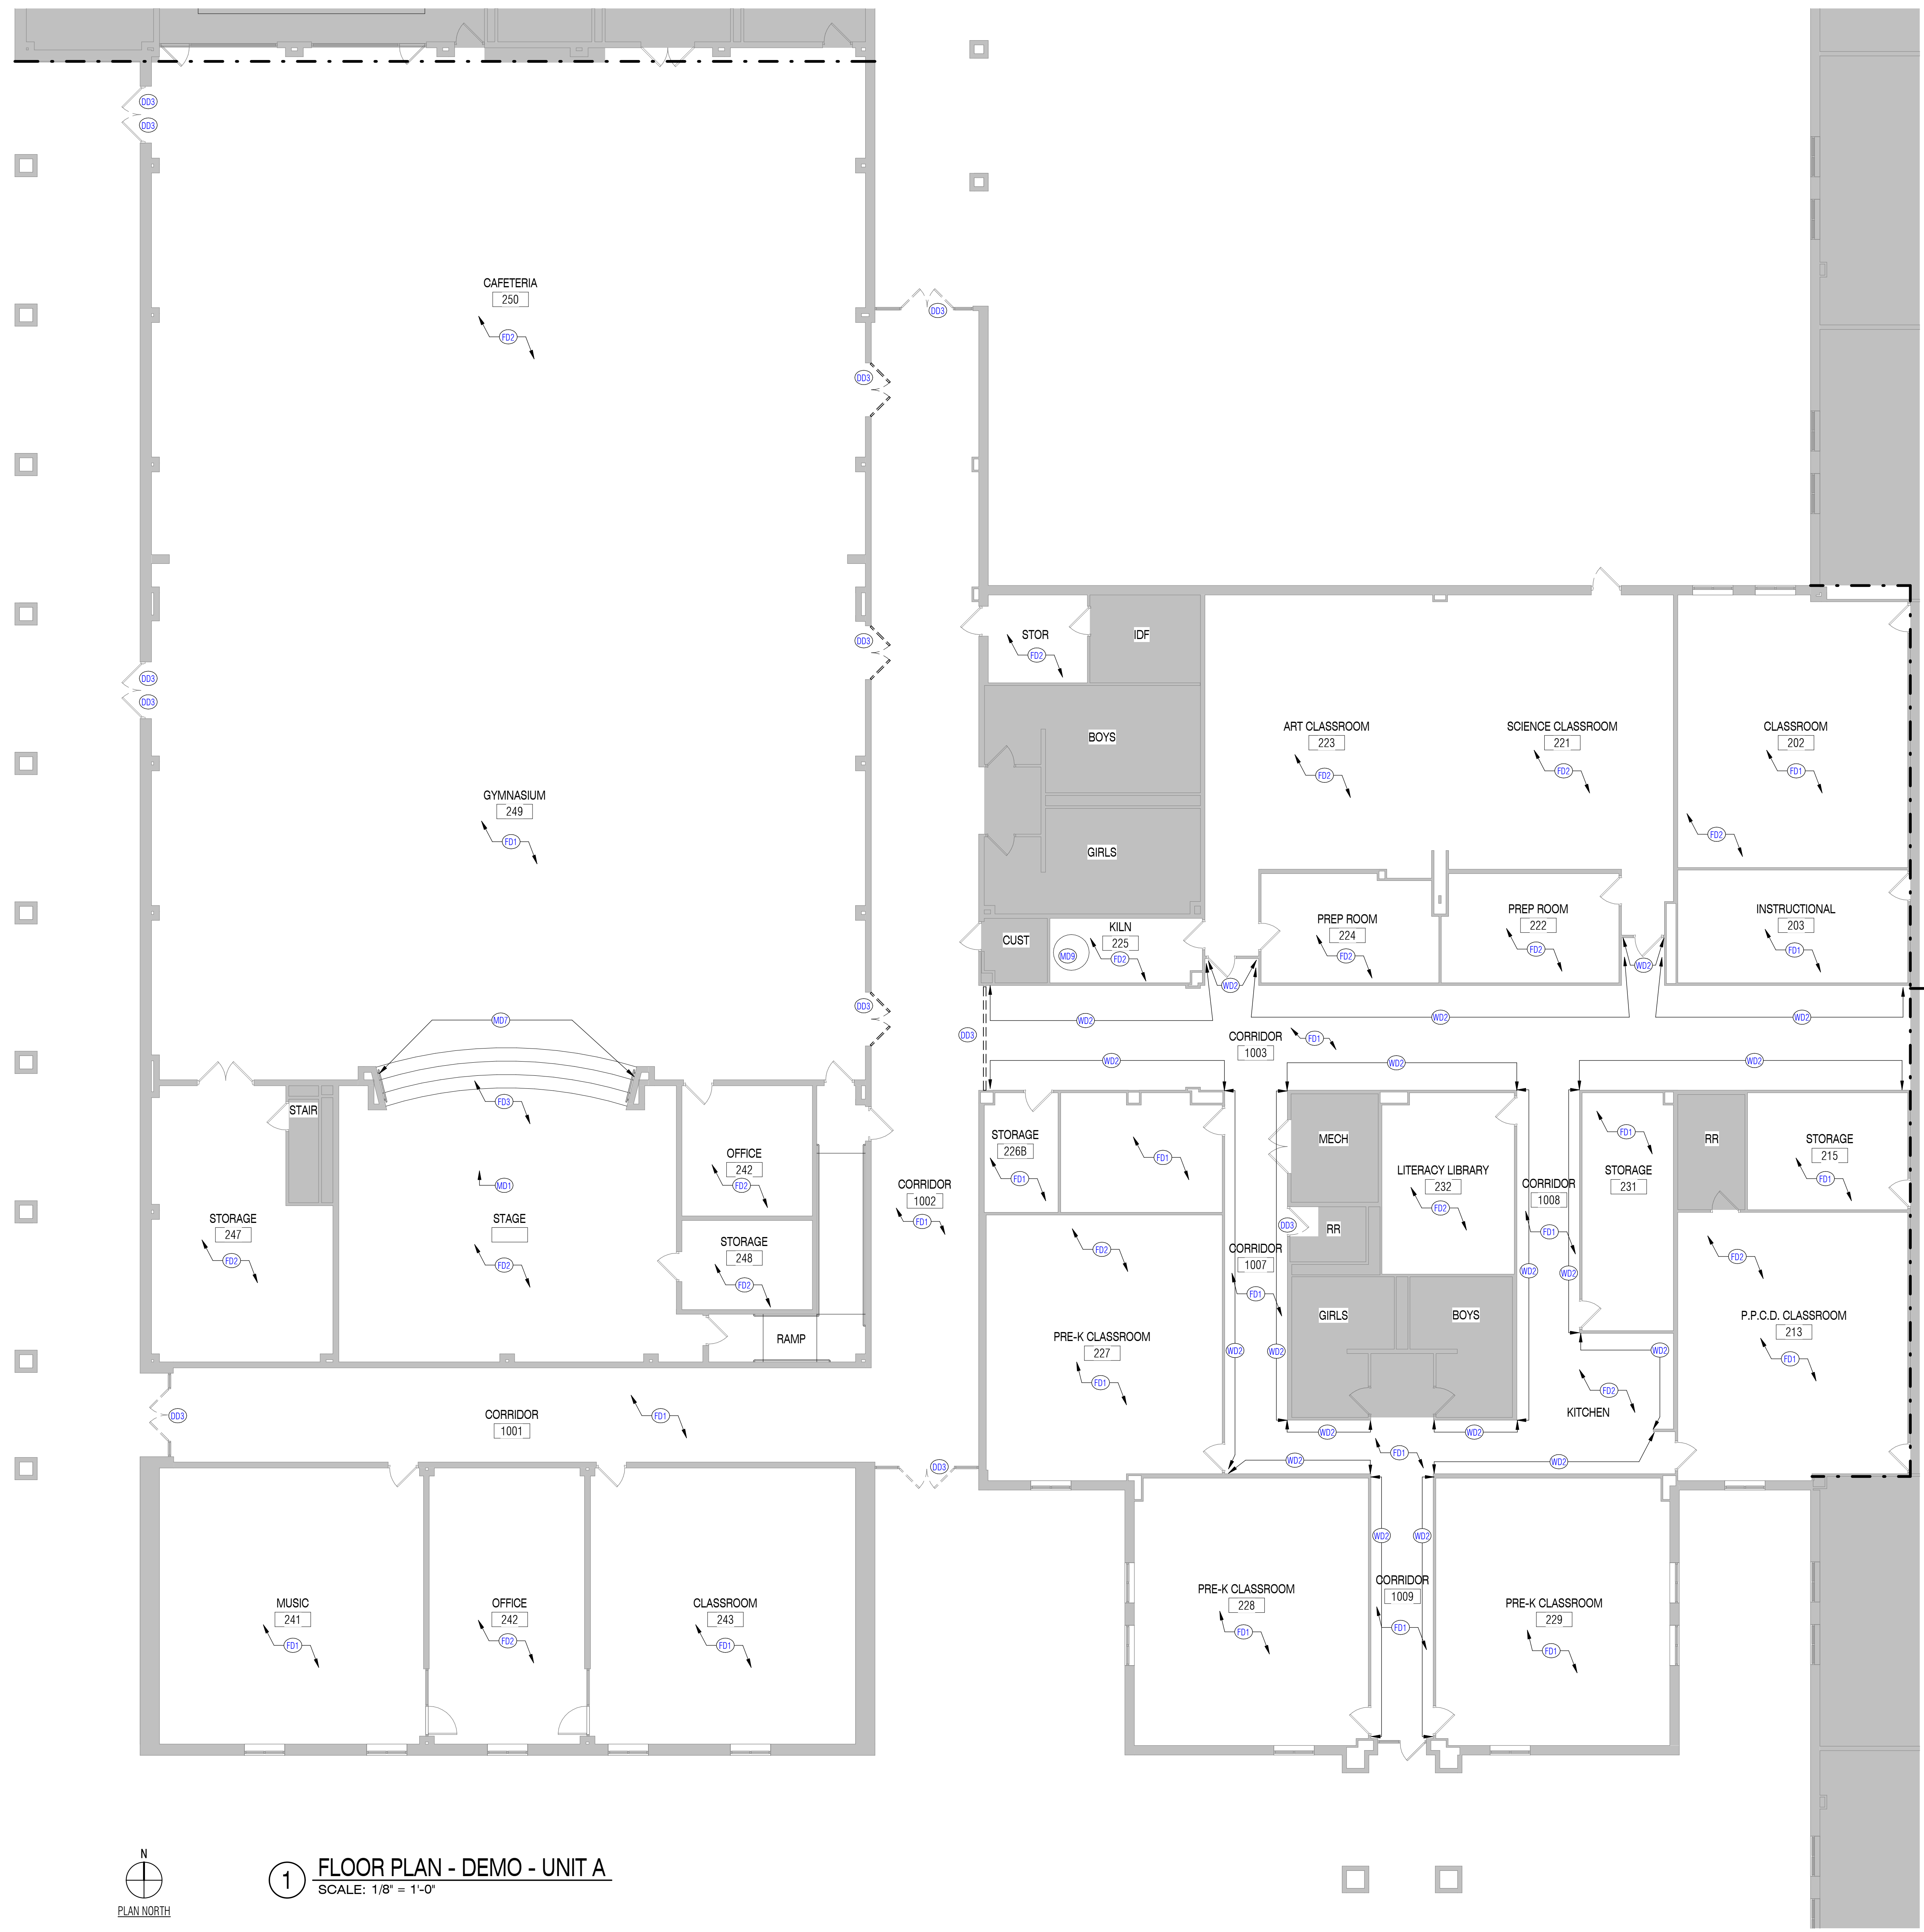 DD3
DD3
CAFETERIA
250
FD2
DD3
DD3
DD3
DD3
DD3
STOR
FD2
IDF
BOYS
GIRLS
ART CLASSROOM
223
FD2
SCIENCE CLASSROOM
221
FD2
CLASSROOM
202
FD1
FD2
GYMNASIUM
249
FD1
CUST
KILN
225
MD9
FD2
PREP ROOM
224
FD2
PREP ROOM
222
FD2
INSTRUCTIONAL
203
FD1
WD2
WD2
DD3
MD7
DD3
WD2
WD2
WD2
CORRIDOR
1003
FD1
WD2
WD2
WD2
STAIR
FD3
STORAGE
226B
FD1
FD1
MECH
LITERACY LIBRARY
232
FD2
FD1
STORAGE
231
RR
STORAGE
215
FD1
OFFICE
242
FD2
MD1
STORAGE
247
FD2
STAGE
FD2
STORAGE
248
FD2
RAMP
CORRIDOR
1002
FD1
CORRIDOR
1008
FD1
DD3
RR
FD2
CORRIDOR
1007
FD1
WD2
WD2
FD2
GIRLS
BOYS
PRE-K CLASSROOM
227
FD1
WD2
WD2
WD2
P.P.C.D. CLASSROOM
213
FD1
FD2
KITCHEN
DD3
CORRIDOR
1001
FD1
WD2
WD2
FD1
WD2
WD2
DD3
WD2
WD2
MUSIC
241
FD1
OFFICE
242
FD2
CLASSROOM
243
FD1
PRE-K CLASSROOM
228
FD1
CORRIDOR
1009
FD1
PRE-K CLASSROOM
229
FD1
N
PLAN NORTH
1
FLOOR PLAN - DEMO - UNIT A
SCALE: 1/8" = 1'-0"